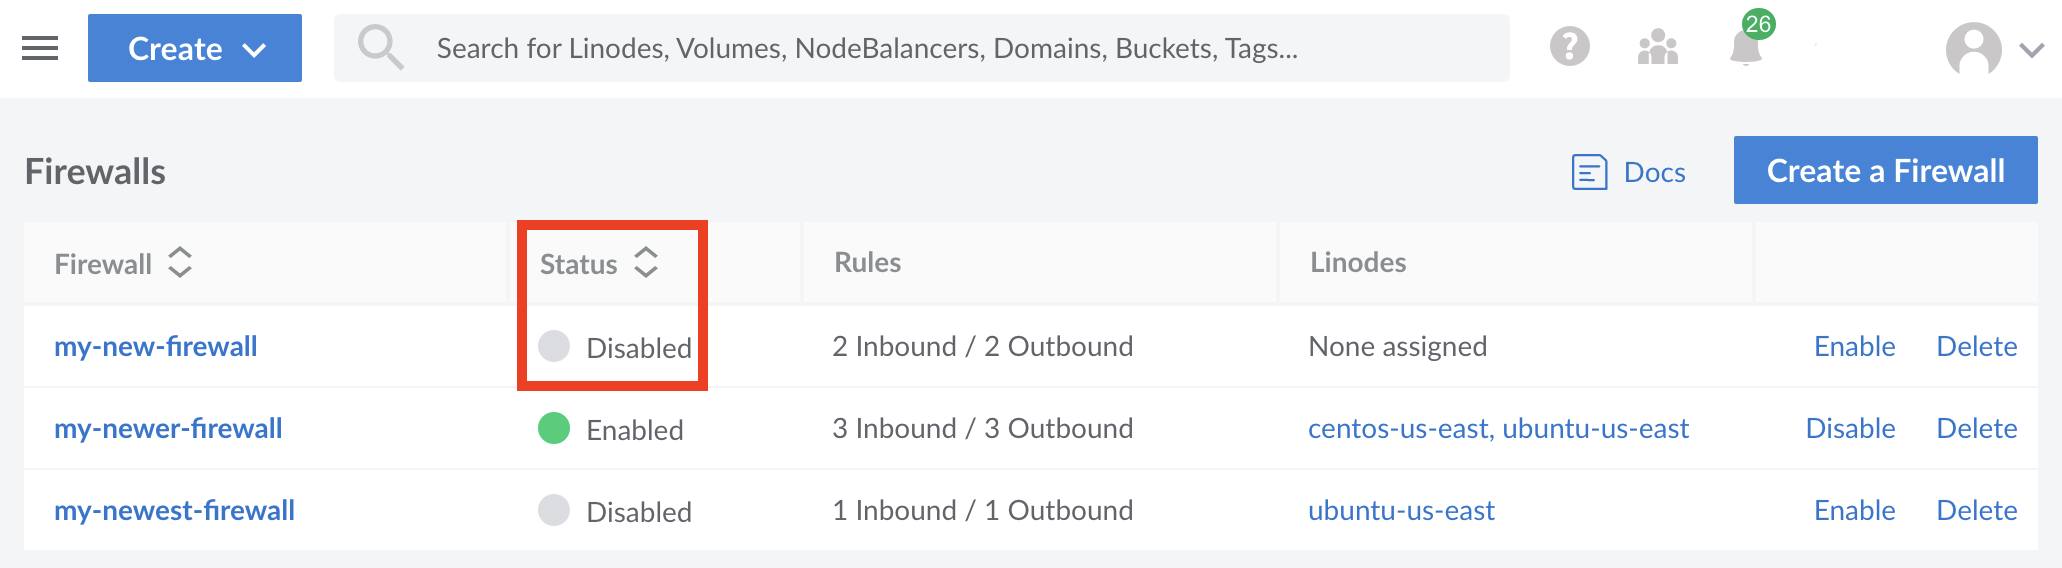 Create
Search for Linodes, Volumes, NodeBalancers, Domains, Buckets, Tags...
26
Firewalls
Docs
Create a Firewall
Firewall Status Rules Linodes
my-new-firewall Disabled 2 Inbound / 2 Outbound None assigned Enable Delete
my-newer-firewall Enabled 3 Inbound / 3 Outbound centos-us-east, ubuntu-us-east Disable Delete
my-newest-firewall Disabled 1 Inbound / 1 Outbound ubuntu-us-east Enable Delete